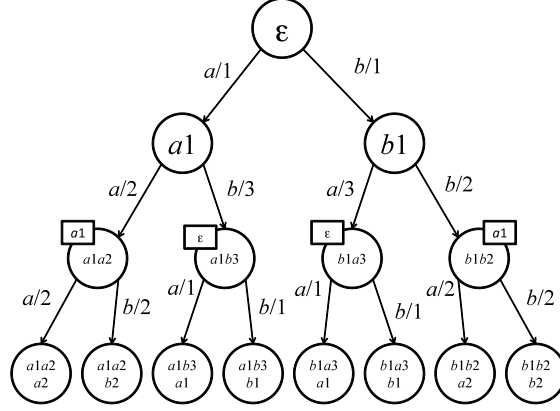 ε
a/1
b/1
a1
b1
a/2
b/3
a/3
b/2
a1
ε
ε
a1
a1a2
a1b3
b1a3
b1b2
a/2
b/2
a/1
b/1
a/1
b/1
a/2
b/2
a1a2
a2
a1a2
b2
a1b3
a1
a1b3
b1
b1a3
a1
b1a3
b1
b1b2
a2
b1b2
b2